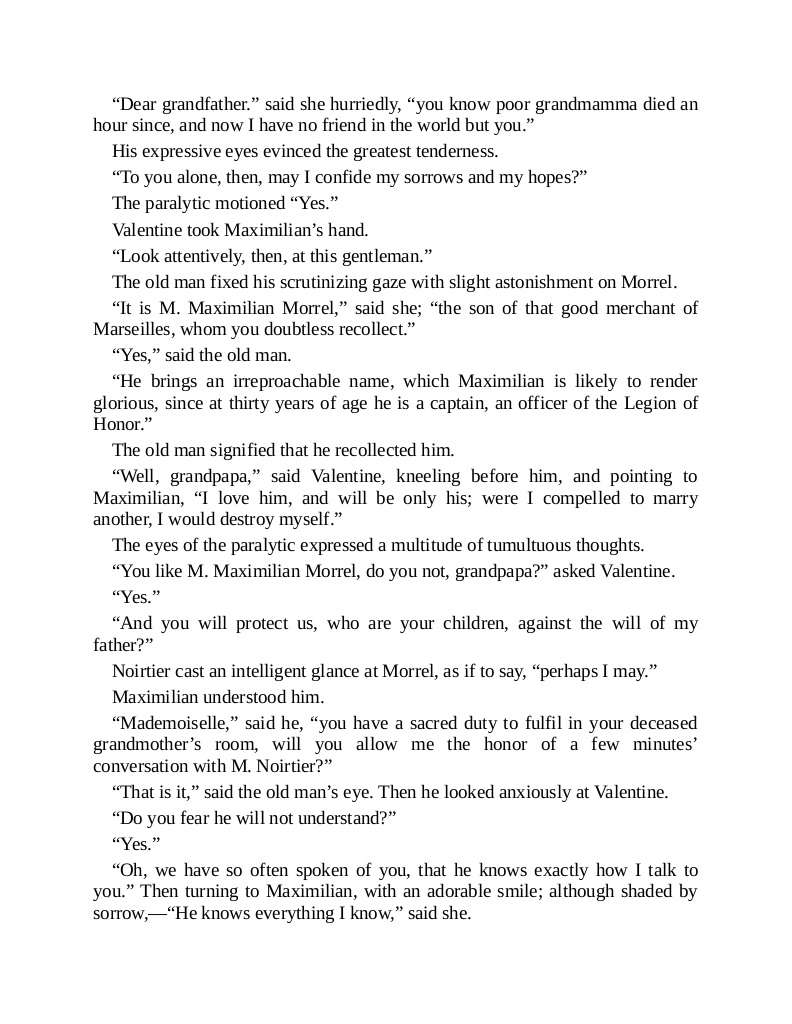 “Dear grandfather.” said she hurriedly, “you know poor grandmamma died an
hour since, and now I have no friend in the world but you.”
His expressive eyes evinced the greatest tenderness.
“To you alone, then, may I confide my sorrows and my hopes?”
The paralytic motioned “Yes.”
Valentine took Maximilian’s hand.
“Look attentively, then, at this gentleman.”
The old man fixed his scrutinizing gaze with slight astonishment on Morrel.
“It is M. Maximilian Morrel,” said she; “the son of that good merchant of
Marseilles, whom you doubtless recollect.”
“Yes,” said the old man.
“He brings an irreproachable name, which Maximilian is likely to render
glorious, since at thirty years of age he is a captain, an officer of the Legion of
Honor.”
The old man signified that he recollected him.
“Well, grandpapa,” said Valentine, kneeling before him, and pointing to
Maximilian, “I love him, and will be only his; were I compelled to marry
another, I would destroy myself.”
The eyes of the paralytic expressed a multitude of tumultuous thoughts.
“You like M. Maximilian Morrel, do you not, grandpapa?” asked Valentine.
“Yes.”
“And you will protect us, who are your children, against the will of my
father?”
Noirtier cast an intelligent glance at Morrel, as if to say, “perhaps I may.”
Maximilian understood him.
“Mademoiselle,” said he, “you have a sacred duty to fulfil in your deceased
grandmother’s room, will you allow me the honor of a few minutes’
conversation with M. Noirtier?”
“That is it,” said the old man’s eye. Then he looked anxiously at Valentine.
“Do you fear he will not understand?”
“Yes.”
“Oh, we have so often spoken of you, that he knows exactly how I talk to
you.” Then turning to Maximilian, with an adorable smile; although shaded by
sorrow,—“He knows everything I know,” said she.